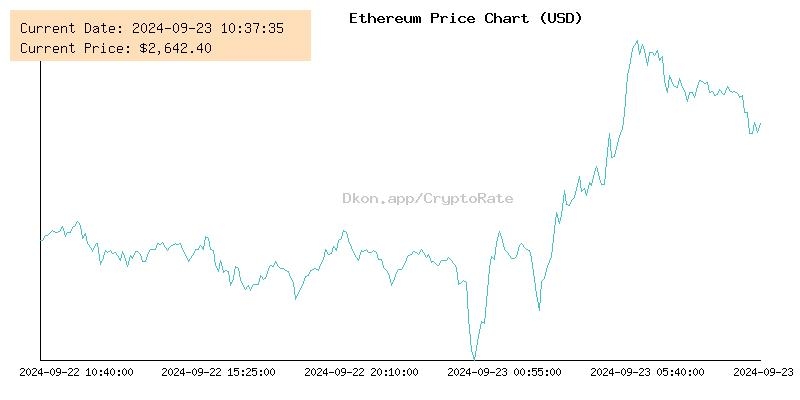 Ethereum Price Chart (USD)
Current Date: 2024-09-23 10:37:35
Current Price: $2,642.40
Dkon.app/CryptoRate
2024-09-22 10:40:00 2024-09-22 15:25:00 2024-09-22 20:10:00 2024-09-23 00:55:00 2024-09-23 05:40:00 2024-09-23